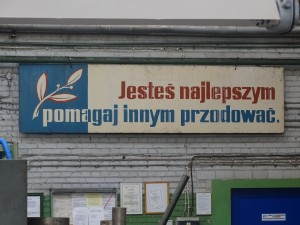 Jesteś najlepszym
pomagaj innym przodować.